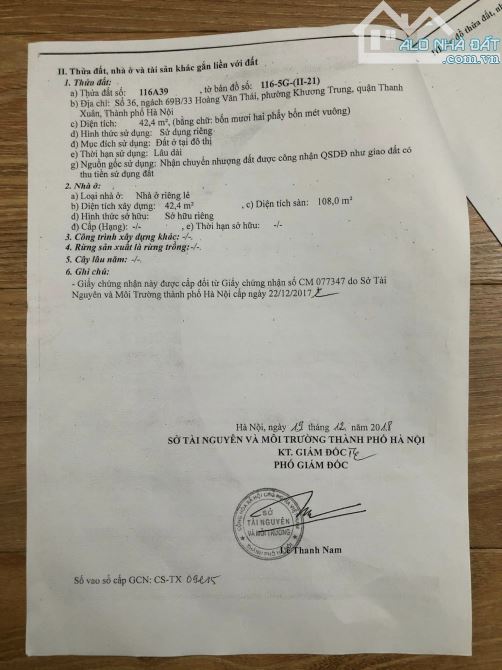 ALO NHÀ ĐẤT
.com.vn
II. Thửa đất, nhà ở và tài sản khác gắn liền với đất
1. Thửa đất:
a) Thửa đất số: 116A39 , tờ bản đồ số: 116-5G-(II-21)
b) Địa chỉ: Số 36, ngách 69B/33 Hoàng Văn Thái, phường Khương Trung, quận Thanh
Xuân, Thành phố Hà Nội
c) Diện tích: 42,4 m², (bằng chữ: bốn mươi hai phẩy bốn mét vuông)
d) Hình thức sử dụng: Sử dụng riêng
đ) Mục đích sử dụng: Đất ở tại đô thị
e) Thời hạn sử dụng: Lâu dài
g) Nguồn gốc sử dụng: Nhận chuyển nhượng đất được công nhận QSDĐ như giao đất có
thu tiền sử dụng đất
2. Nhà ở:
a) Loại nhà ở: Nhà ở riêng lẻ
b) Diện tích xây dựng: 42,4 m² , c) Diện tích sàn: 108,0 m²
d) Hình thức sở hữu: Sở hữu riêng
đ) Cấp (Hạng): -/- , e) Thời hạn sở hữu: -/-
3. Công trình xây dựng khác: -/-
4. Rừng sản xuất là rừng trồng: -/-
5. Cây lâu năm: -/-
6. Ghi chú:
- Giấy chứng nhận này được cấp đổi từ Giấy chứng nhận số CM 077347 do Sở Tài
Nguyên và Môi Trường thành phố Hà Nội cấp ngày 22/12/2017
Hà Nội, ngày 19 tháng 12 năm 2018
SỞ TÀI NGUYÊN VÀ MÔI TRƯỜNG THÀNH PHỐ HÀ NỘI
KT. GIÁM ĐỐC
PHÓ GIÁM ĐỐC
SỞ
TÀI NGUYÊN
VÀ MÔI TRƯỜNG
Lê Thanh Nam
Số vào sổ cấp GCN: CS-TX 09215